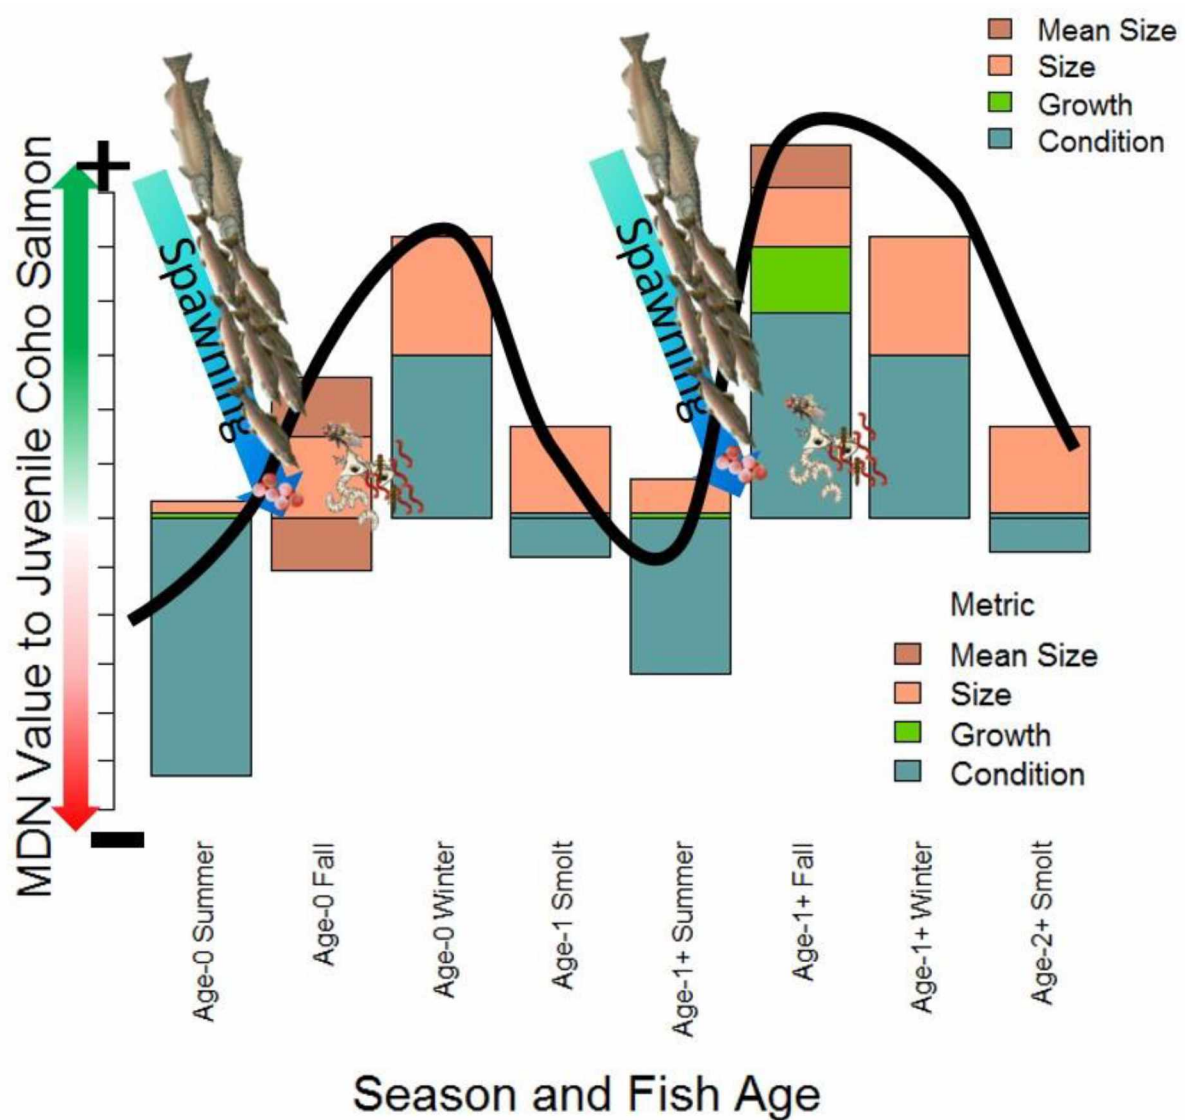 Mean Size
Size
Growth
Condition
+
MDN Value to Juvenile Coho Salmon
Spawning
Spawning
Metric
Mean Size
Size
Growth
Condition
Age-0 Summer
Age-0 Fall
Age-0 Winter
Age-1 Smolt
Age-1+ Summer
Age-1+ Fall
Age-1+ Winter
Age-2+ Smolt
Season and Fish Age